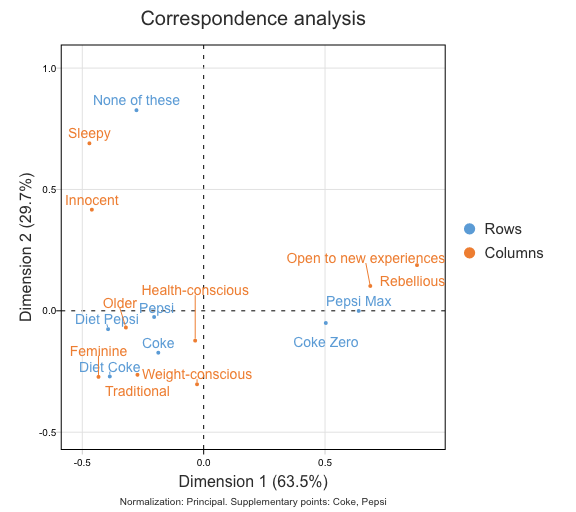 Correspondence analysis
1.0
None of these
Sleepy
0.5
Innocent
Open to new experiences
Rebellious
Health-conscious
Older
Pepsi
Pepsi Max
0.0
Diet Pepsi
Coke
Coke Zero
Feminine
Diet Coke
Weight-conscious
Traditional
-0.5
-0.5
0.0
0.5
Dimension 2 (29.7%)
Dimension 1 (63.5%)
Normalization: Principal. Supplementary points: Coke, Pepsi
Rows
Columns